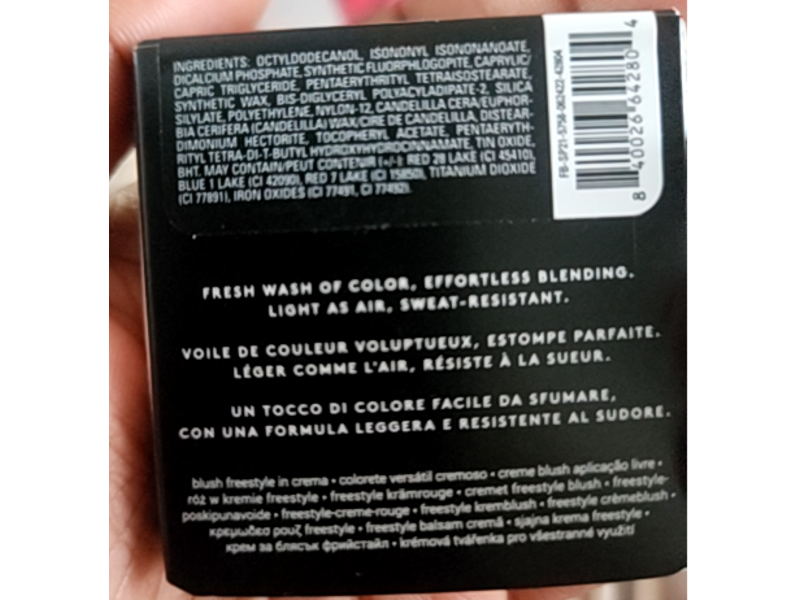 INGREDIENTS: OCTYLDODECANOL, ISONONYL ISONONANOATE,
DICALCIUM PHOSPHATE, SYNTHETIC FLUORPHLOGOPITE, CAPRYLIC/
CAPRIC TRIGLYCERIDE, PENTAERYTHRITYL TETRAISOSTEARATE,
SYNTHETIC WAX, BIS-DIGLYCERYL POLYACYLADIPATE-2, SILICA
SILYLATE, POLYETHYLENE, NYLON-12, CANDELILLA CERA/EUPHOR-
BIA CERIFERA (CANDELILLA) WAX/CIRE DE CANDELILLA, DISTEAR-
DIMONIUM HECTORITE, TOCOPHERYL ACETATE, PENTAERYTH-
RITYL TETRA-DI-T-BUTYL HYDROXYHYDROCINNAMATE, TIN OXIDE,
BHT. MAY CONTAIN/PEUT CONTENIR (+/-): RED 28 LAKE (CI 45410),
BLUE 1 LAKE (CI 42090), RED 7 LAKE (CI 15850), TITANIUM DIOXIDE
(CI 77891), IRON OXIDES (CI 77491, CI 77492).
FB-SP21-5758-062422-42804
8 40026 64280 4
FRESH WASH OF COLOR, EFFORTLESS BLENDING.
LIGHT AS AIR, SWEAT-RESISTANT.
VOILE DE COULEUR VOLUPTUEUX, ESTOMPE PARFAITE.
LÉGER COMME L'AIR, RÉSISTE À LA SUEUR.
UN TOCCO DI COLORE FACILE DA SFUMARE,
CON UNA FORMULA LEGGERA E RESISTENTE AL SUDORE.
blush freestyle in crema • colorete versátil cremoso • creme blush aplicação livre •
róż w kremie freestyle • freestyle krämrouge • cremet freestyle blush • freestyle-
poskipunavoide • freestyle-creme-rouge • freestyle kremblush • freestyle crèmeblush •
κρεμώδες ρουζ freestyle • freestyle balsam cremă • sjajna krema freestyle •
крем за блясък фрийстайл • krémová tvářenka pro všestranné využití